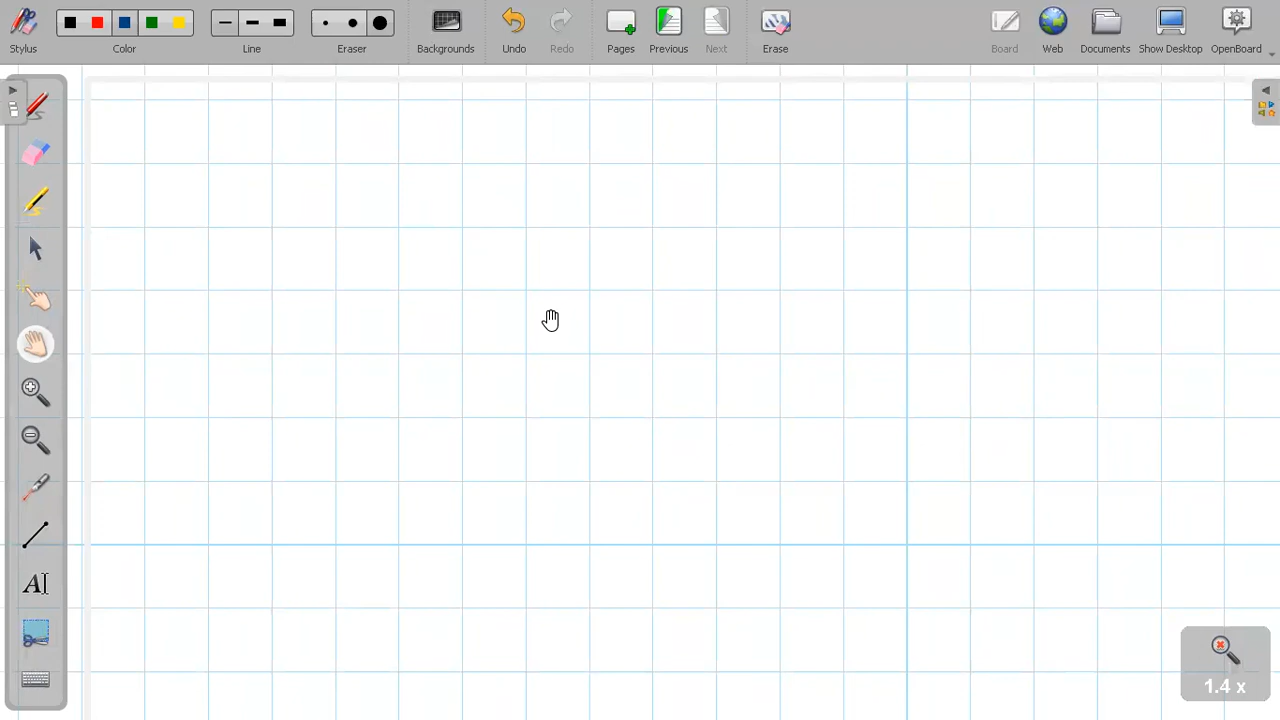 Stylus Color Line Eraser Backgrounds Undo Redo Pages Previous Next Erase Board Web Documents Show Desktop OpenBoard
A
1.4 x